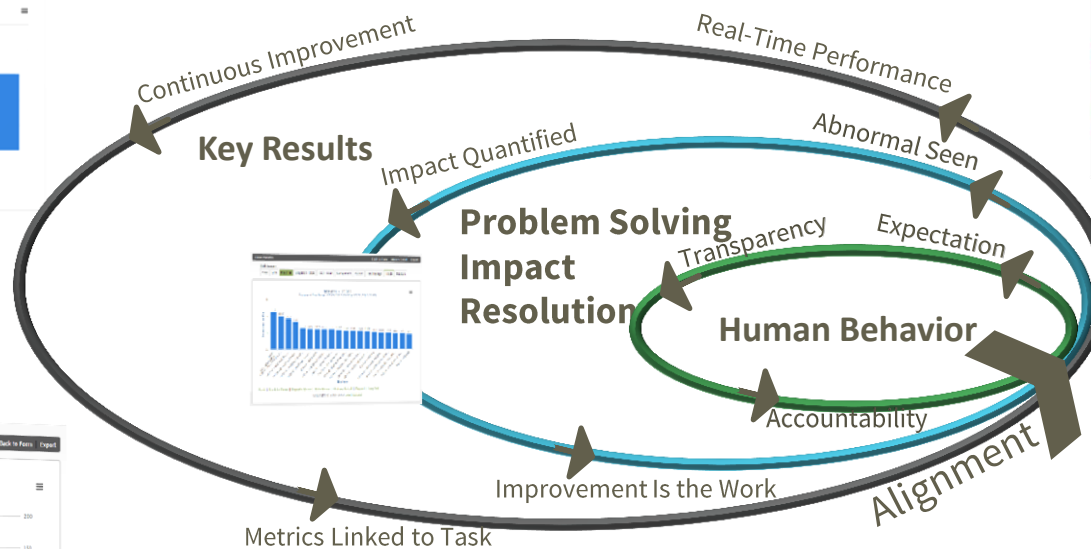 Continuous Improvement
Real-Time Performance
Key Results
Impact Quantified
Abnormal Seen
Problem Solving
Impact
Resolution
Transparency
Expectation
Human Behavior
Accountability
Alignment
Improvement Is the Work
Metrics Linked to Task
Back to Form Export
200